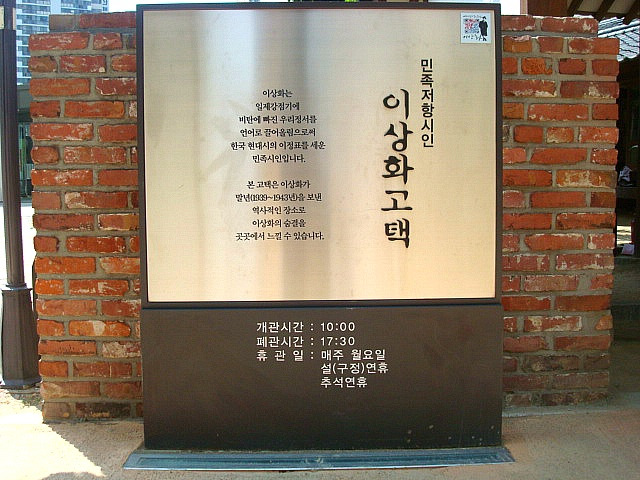 민족저항시인
이상화고택
이상화는
일제강점기에
비탄에 빠진 우리정서를
언어로 끌어올림으로써
한국 현대시의 이정표를 세운
민족시인입니다.
본 고택은 이상화가
말년(1939~1943년)을 보낸
역사적인 장소로
이상화의 숨결을
곳곳에서 느낄 수 있습니다.
개관시간 : 10:00
폐관시간 : 17:30
휴 관 일 : 매주 월요일
설(구정)연휴
추석연휴